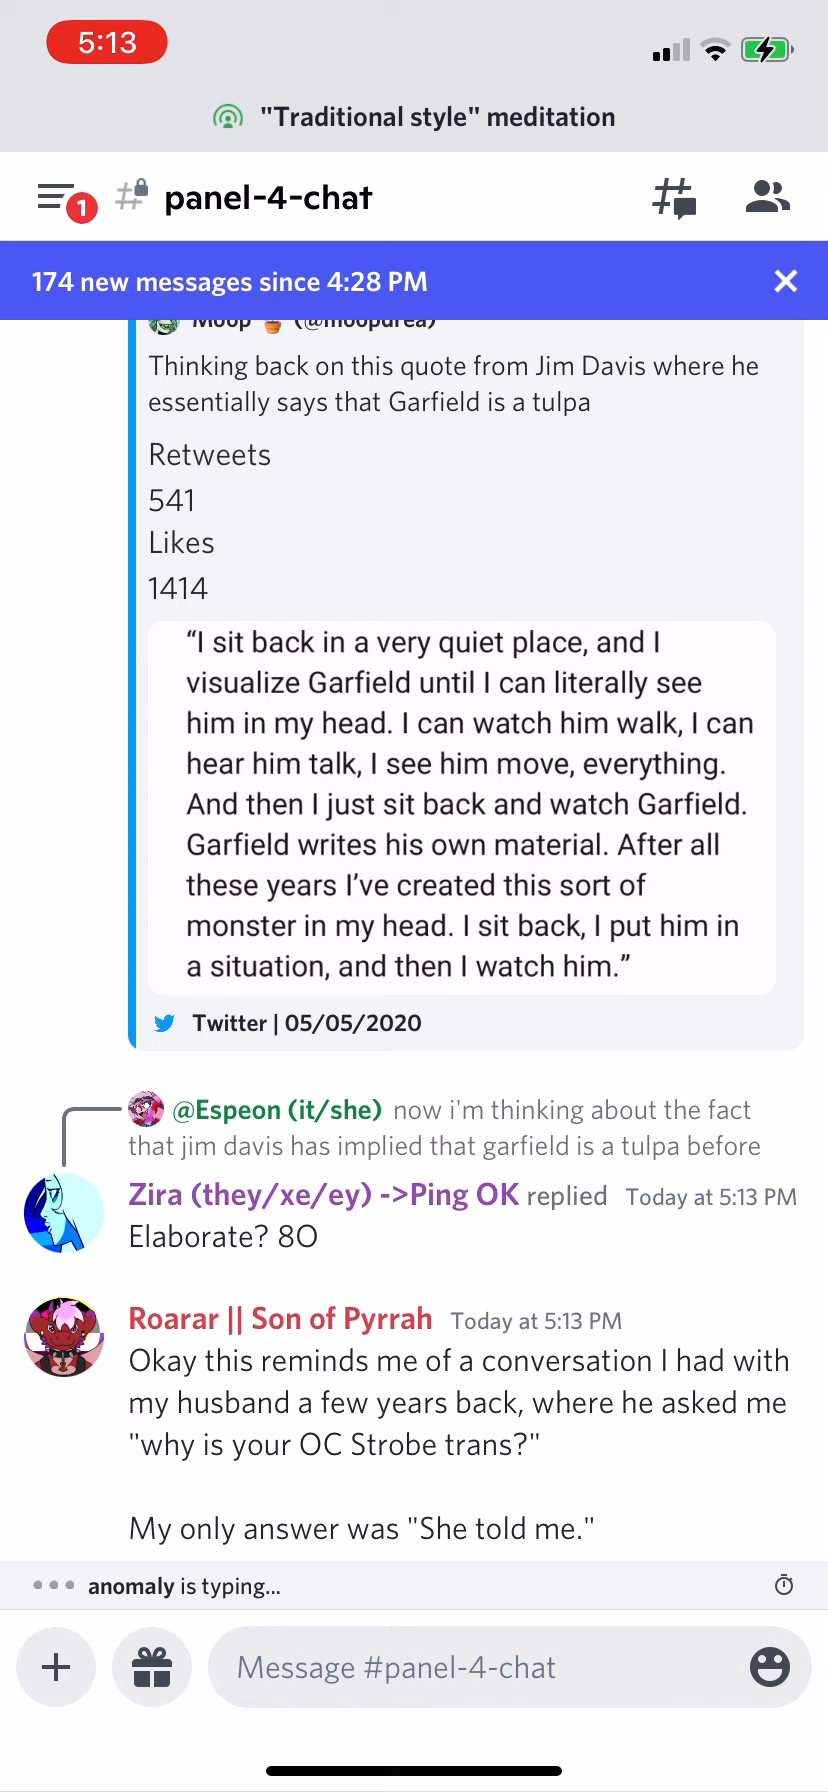 5:13
"Traditional style" meditation
1
panel-4-chat
174 new messages since 4:28 PM
Moop (@moopdrea)
Thinking back on this quote from Jim Davis where he
essentially says that Garfield is a tulpa
Retweets
541
Likes
1414
“I sit back in a very quiet place, and I
visualize Garfield until I can literally see
him in my head. I can watch him walk, I can
hear him talk, I see him move, everything.
And then I just sit back and watch Garfield.
Garfield writes his own material. After all
these years I’ve created this sort of
monster in my head. I sit back, I put him in
a situation, and then I watch him.”
Twitter | 05/05/2020
@Espeon (it/she) now i'm thinking about the fact
that jim davis has implied that garfield is a tulpa before
Zira (they/xe/ey) ->Ping OK replied Today at 5:13 PM
Elaborate? 8O
Roarar || Son of Pyrrah Today at 5:13 PM
Okay this reminds me of a conversation I had with
my husband a few years back, where he asked me
"why is your OC Strobe trans?"
My only answer was "She told me."
anomaly is typing...
Message #panel-4-chat